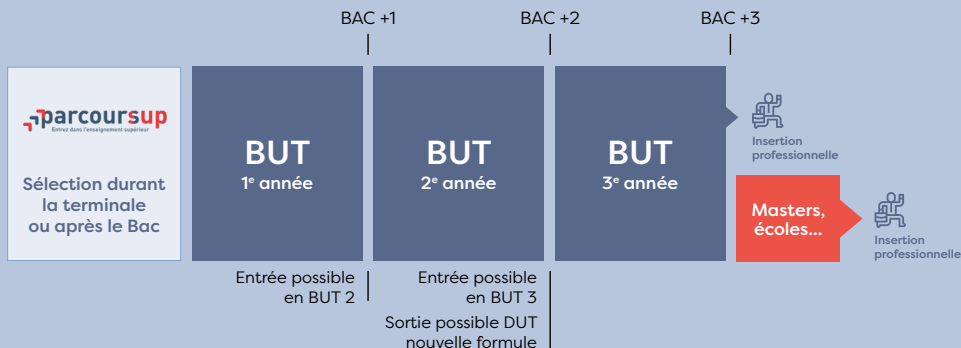 BAC +1
BAC +2
BAC +3
parcoursup
Entrez dans l'enseignement supérieur
Sélection durant
la terminale
ou après le Bac
BUT
1e année
BUT
2e année
BUT
3e année
Insertion
professionnelle
Masters,
écoles...
Insertion
professionnelle
Entrée possible
en BUT 2
Entrée possible
en BUT 3
Sortie possible DUT
nouvelle formule